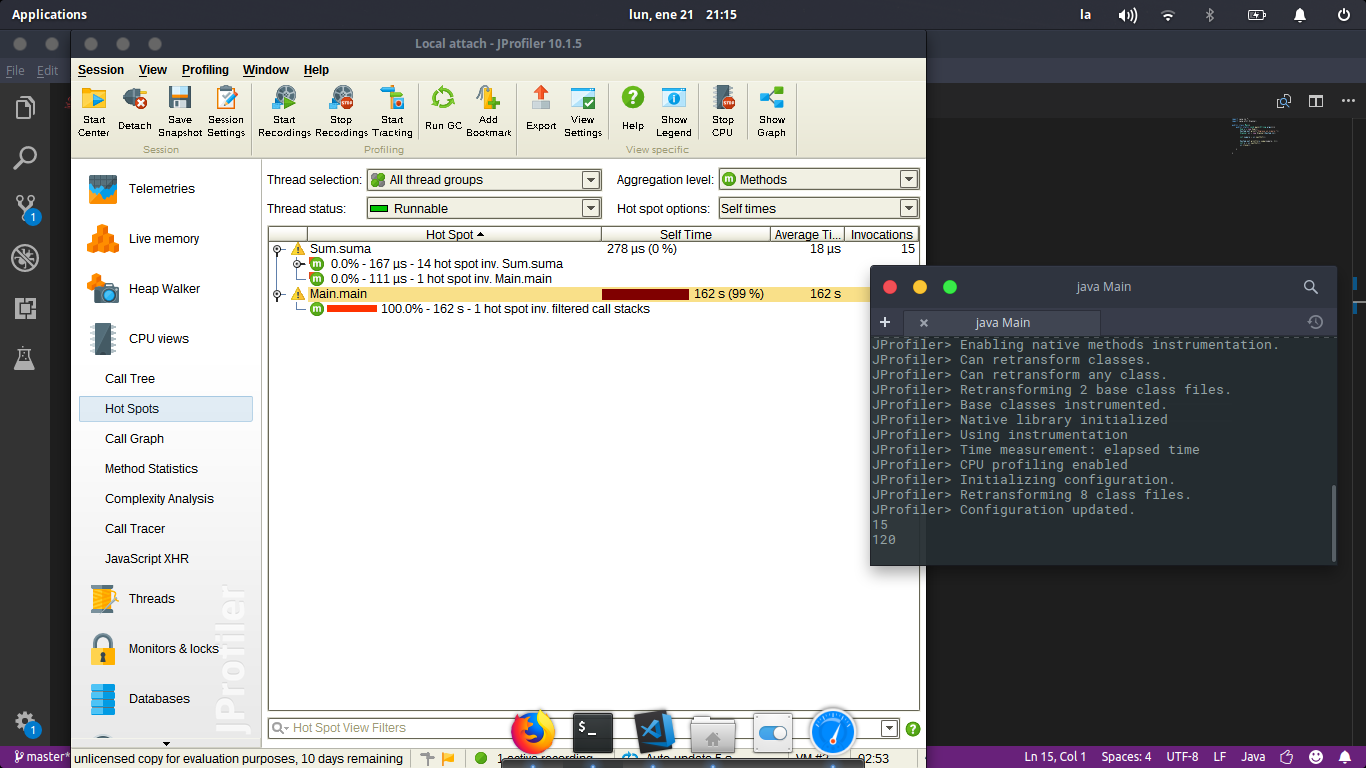 Applications
lun, ene 21 21:15
la
File Edit
Local attach - JProfiler 10.1.5
Session View Profiling Window Help
Start Center
Detach
Save Snapshot
Session Settings
Start Recordings
Stop Recordings
Start Tracking
Run GC
Add Bookmark
Export
View Settings
Help
Show Legend
Stop CPU
Show Graph
Session
Profiling
View specific
Telemetries
Live memory
Heap Walker
CPU views
Call Tree
Hot Spots
Call Graph
Method Statistics
Complexity Analysis
Call Tracer
JavaScript XHR
Threads
Monitors & locks
Databases
JProfiler
Thread selection: All thread groups
Aggregation level: Methods
Thread status: Runnable
Hot spot options: Self times
Hot Spot Self Time Average Ti... Invocations
Sum.suma 278 µs (0 %) 18 µs 15
0.0% - 167 µs - 14 hot spot inv. Sum.suma
0.0% - 111 µs - 1 hot spot inv. Main.main
Main.main 162 s (99 %) 162 s
100.0% - 162 s - 1 hot spot inv. filtered call stacks
Hot Spot View Filters
unlicensed copy for evaluation purposes, 10 days remaining
1 active recording
Auto-update 5 s
VM #2
02:53
java Main
java Main
JProfiler> Enabling native methods instrumentation.
JProfiler> Can retransform classes.
JProfiler> Can retransform any class.
JProfiler> Retransforming 2 base class files.
JProfiler> Base classes instrumented.
JProfiler> Native library initialized
JProfiler> Using instrumentation
JProfiler> Time measurement: elapsed time
JProfiler> CPU profiling enabled
JProfiler> Initializing configuration.
JProfiler> Retransforming 8 class files.
JProfiler> Configuration updated.
15
120
1
1
master*
Ln 15, Col 1 Spaces: 4 UTF-8 LF Java